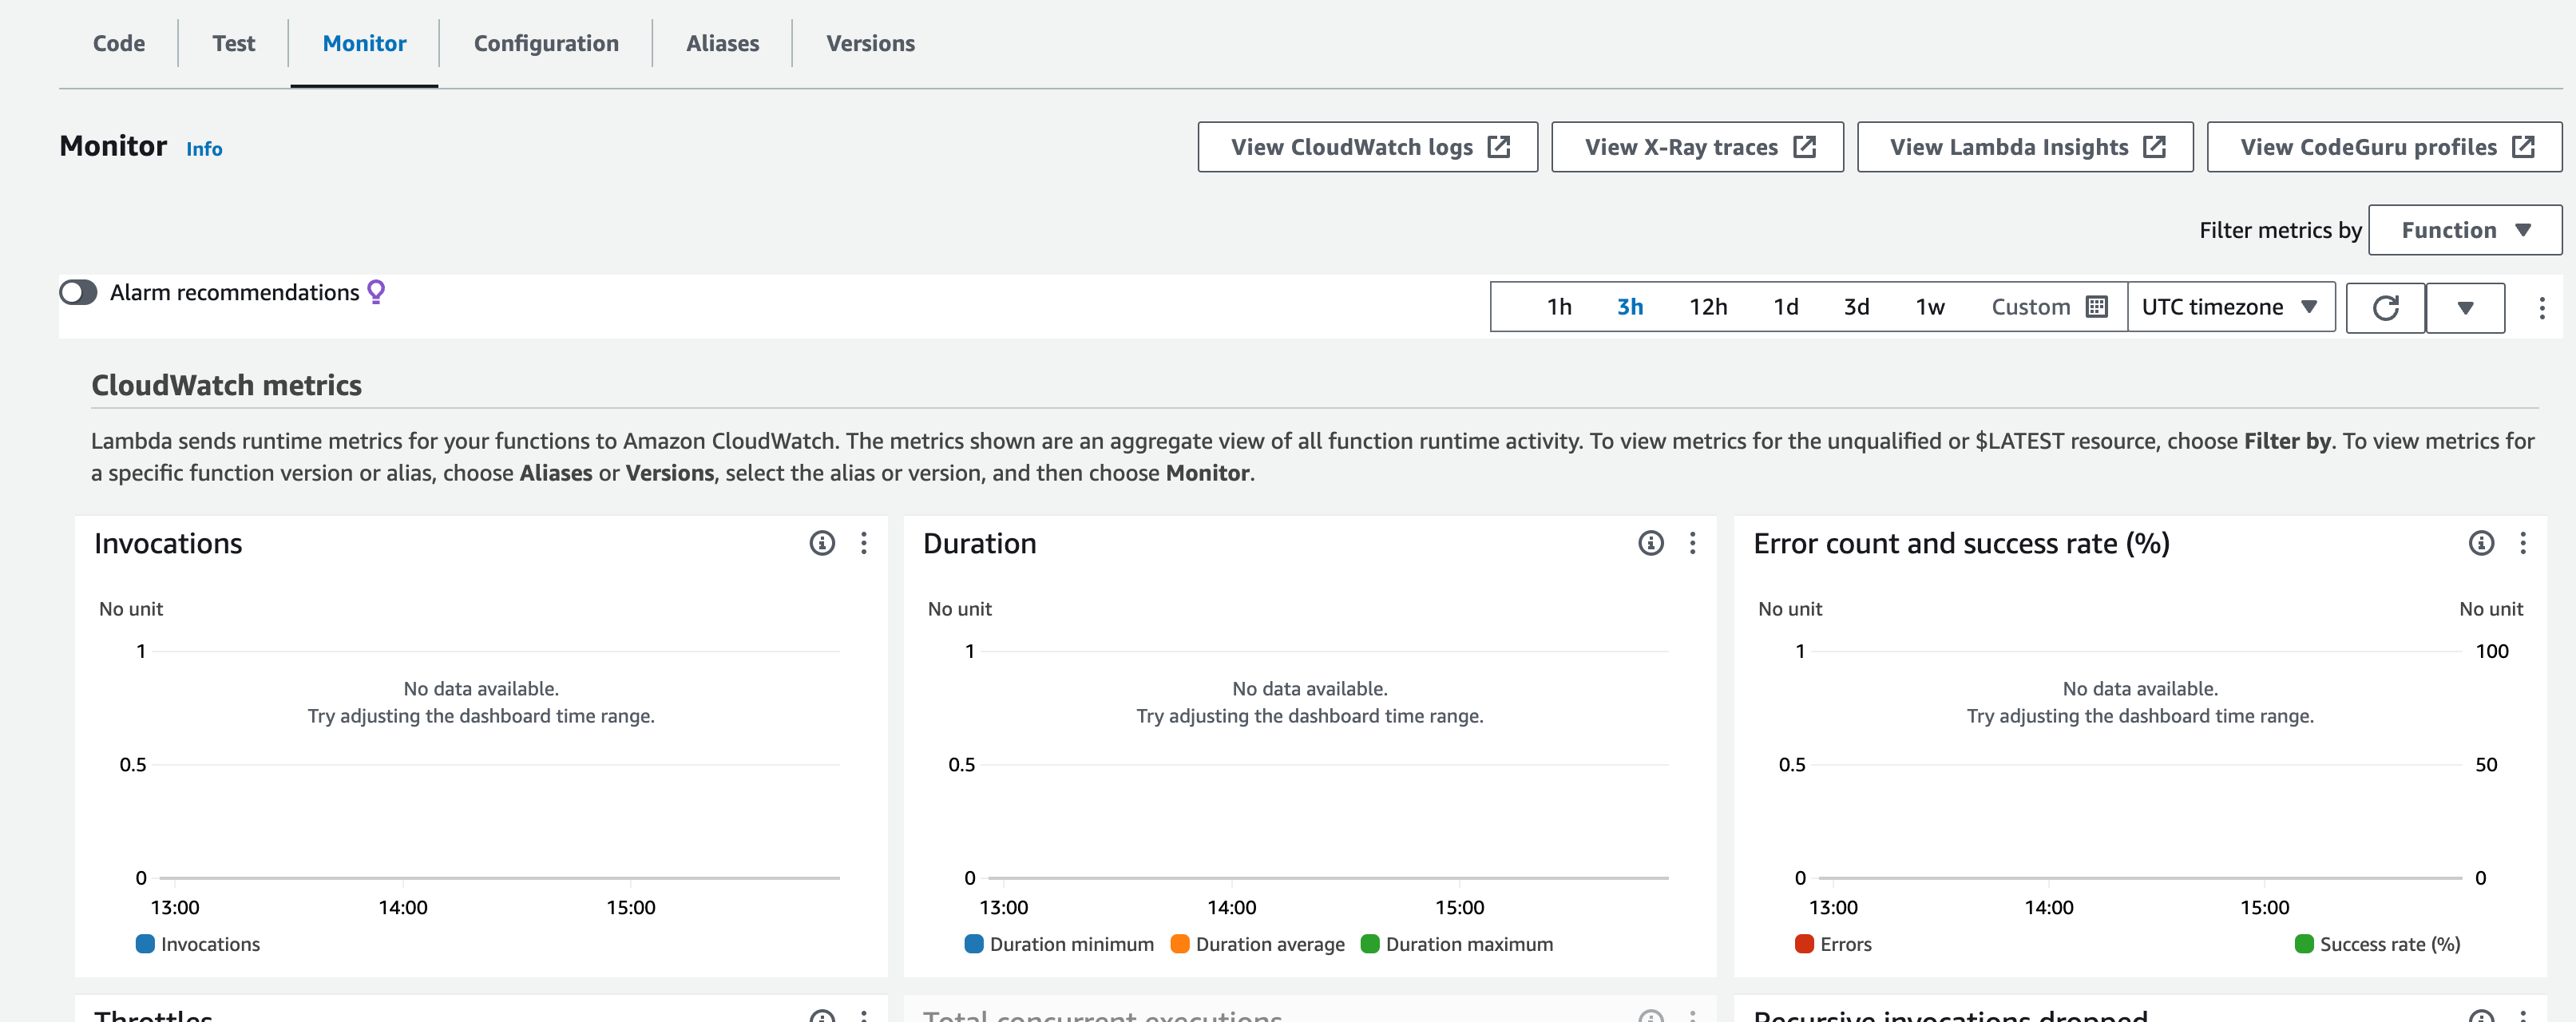 Code
Test
Monitor
Configuration
Aliases
Versions
Monitor Info
View CloudWatch logs
View X-Ray traces
View Lambda Insights
View CodeGuru profiles
Filter metrics by
Function
Alarm recommendations
1h 3h 12h 1d 3d 1w Custom
UTC timezone
CloudWatch metrics
Lambda sends runtime metrics for your functions to Amazon CloudWatch. The metrics shown are an aggregate view of all function runtime activity. To view metrics for the unqualified or $LATEST resource, choose Filter by. To view metrics for
a specific function version or alias, choose Aliases or Versions, select the alias or version, and then choose Monitor.
Invocations
No unit
1
No data available.
Try adjusting the dashboard time range.
0.5
0
13:00 14:00 15:00
Invocations
Duration
No unit
1
No data available.
Try adjusting the dashboard time range.
0.5
0
13:00 14:00 15:00
Duration minimum Duration average Duration maximum
Error count and success rate (%)
No unit No unit
1 100
No data available.
Try adjusting the dashboard time range.
0.5 50
0 0
13:00 14:00 15:00
Errors Success rate (%)
Throttles
Total concurrent executions
Recursive invocations dropped